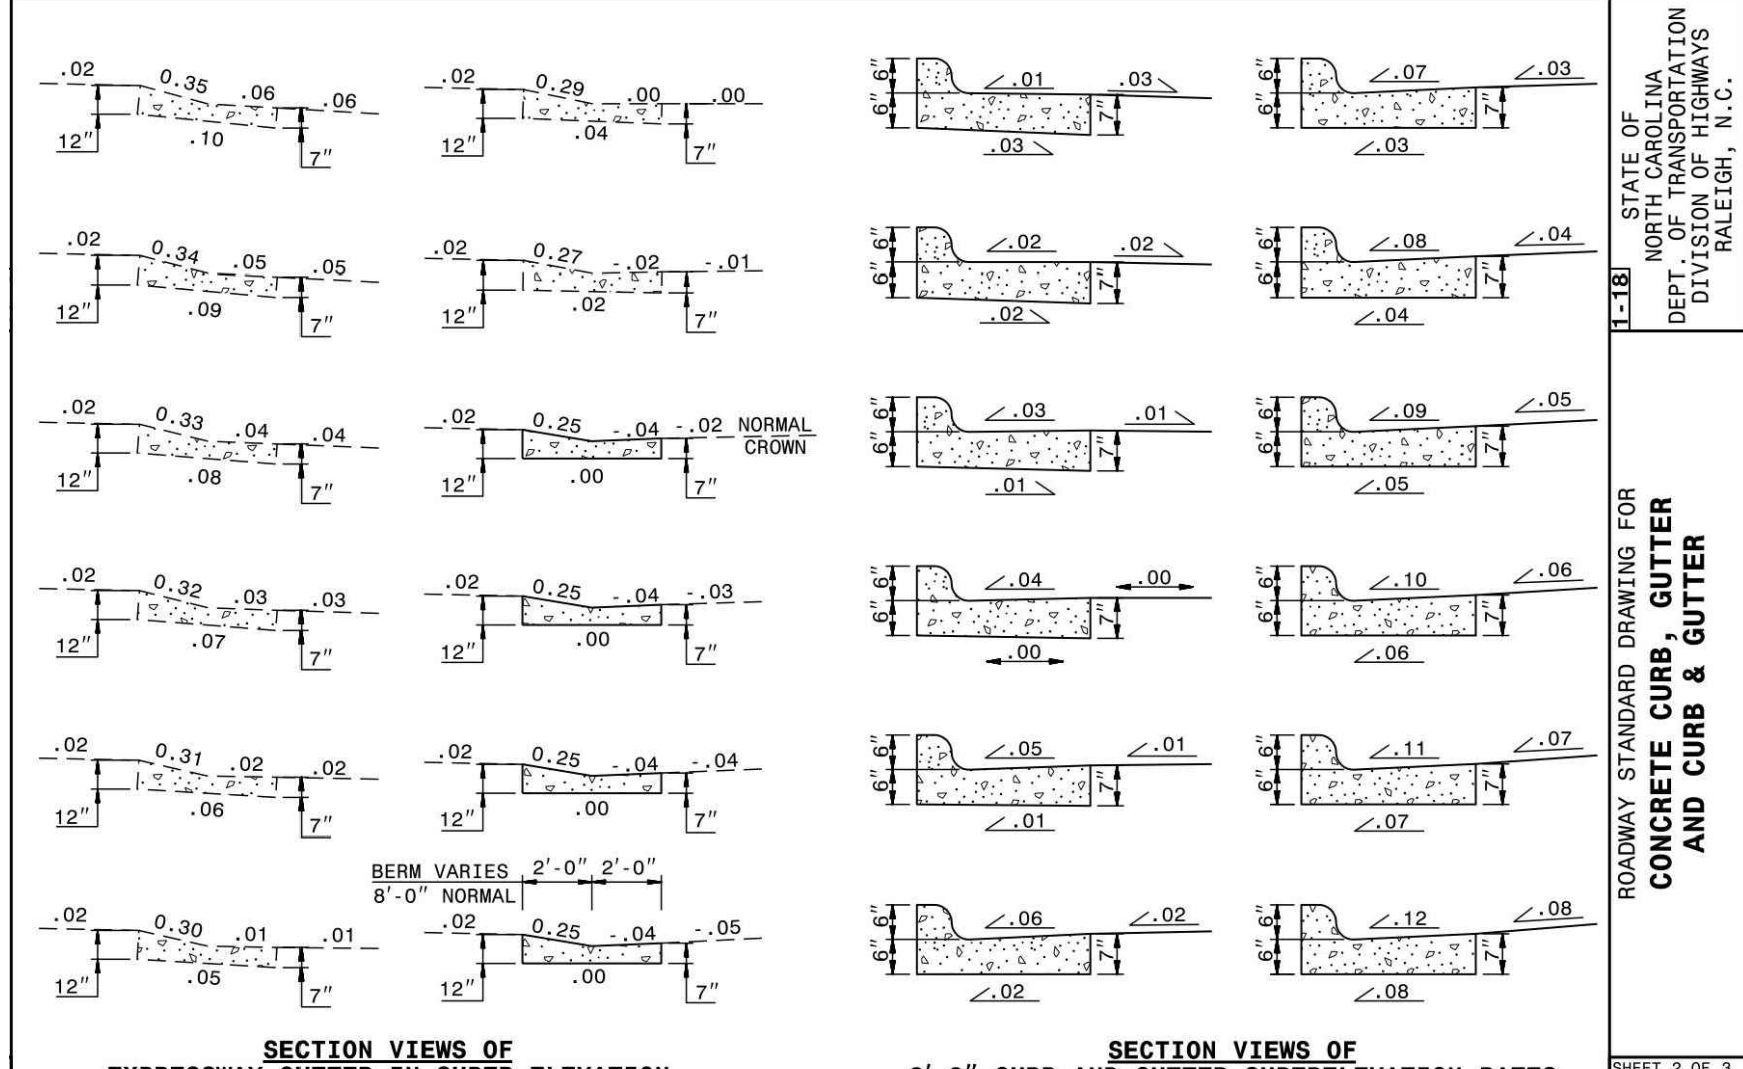 .02 0.35 .06 .06
12" .10 7"
.02 0.29 .00 .00
12" .04 7"
6" 6" .01 .03 7"
.03
6" 6" .07 .03 7"
.03
.02 0.34 .05 .05
12" .09 7"
.02 0.27 -.02 -.01
12" .02 7"
6" 6" .02 .02 7"
.02
6" 6" .08 .04 7"
.04
.02 0.33 .04 .04
12" .08 7"
.02 0.25 -.04 -.02 NORMAL
CROWN
12" .00 7"
6" 6" .03 .01 7"
.01
6" 6" .09 .05 7"
.05
.02 0.32 .03 .03
12" .07 7"
.02 0.25 -.04 -.03
12" .00 7"
6" 6" .04 .00 7"
.00
6" 6" .10 .06 7"
.06
.02 0.31 .02 .02
12" .06 7"
.02 0.25 -.04 -.04
12" .00 7"
6" 6" .05 .01 7"
.01
6" 6" .11 .07 7"
.07
.02 0.30 .01 .01
12" .05 7"
BERM VARIES 2'-0" 2'-0"
8'-0" NORMAL
.02 0.25 -.04 -.05
12" .00 7"
6" 6" .06 .02 7"
.02
6" 6" .12 .08 7"
.08
SECTION VIEWS OF
SECTION VIEWS OF
1-18
STATE OF
NORTH CAROLINA
DEPT. OF TRANSPORTATION
DIVISION OF HIGHWAYS
RALEIGH, N.C.
ROADWAY STANDARD DRAWING FOR
CONCRETE CURB, GUTTER
AND CURB & GUTTER
SHEET 2 OF 3